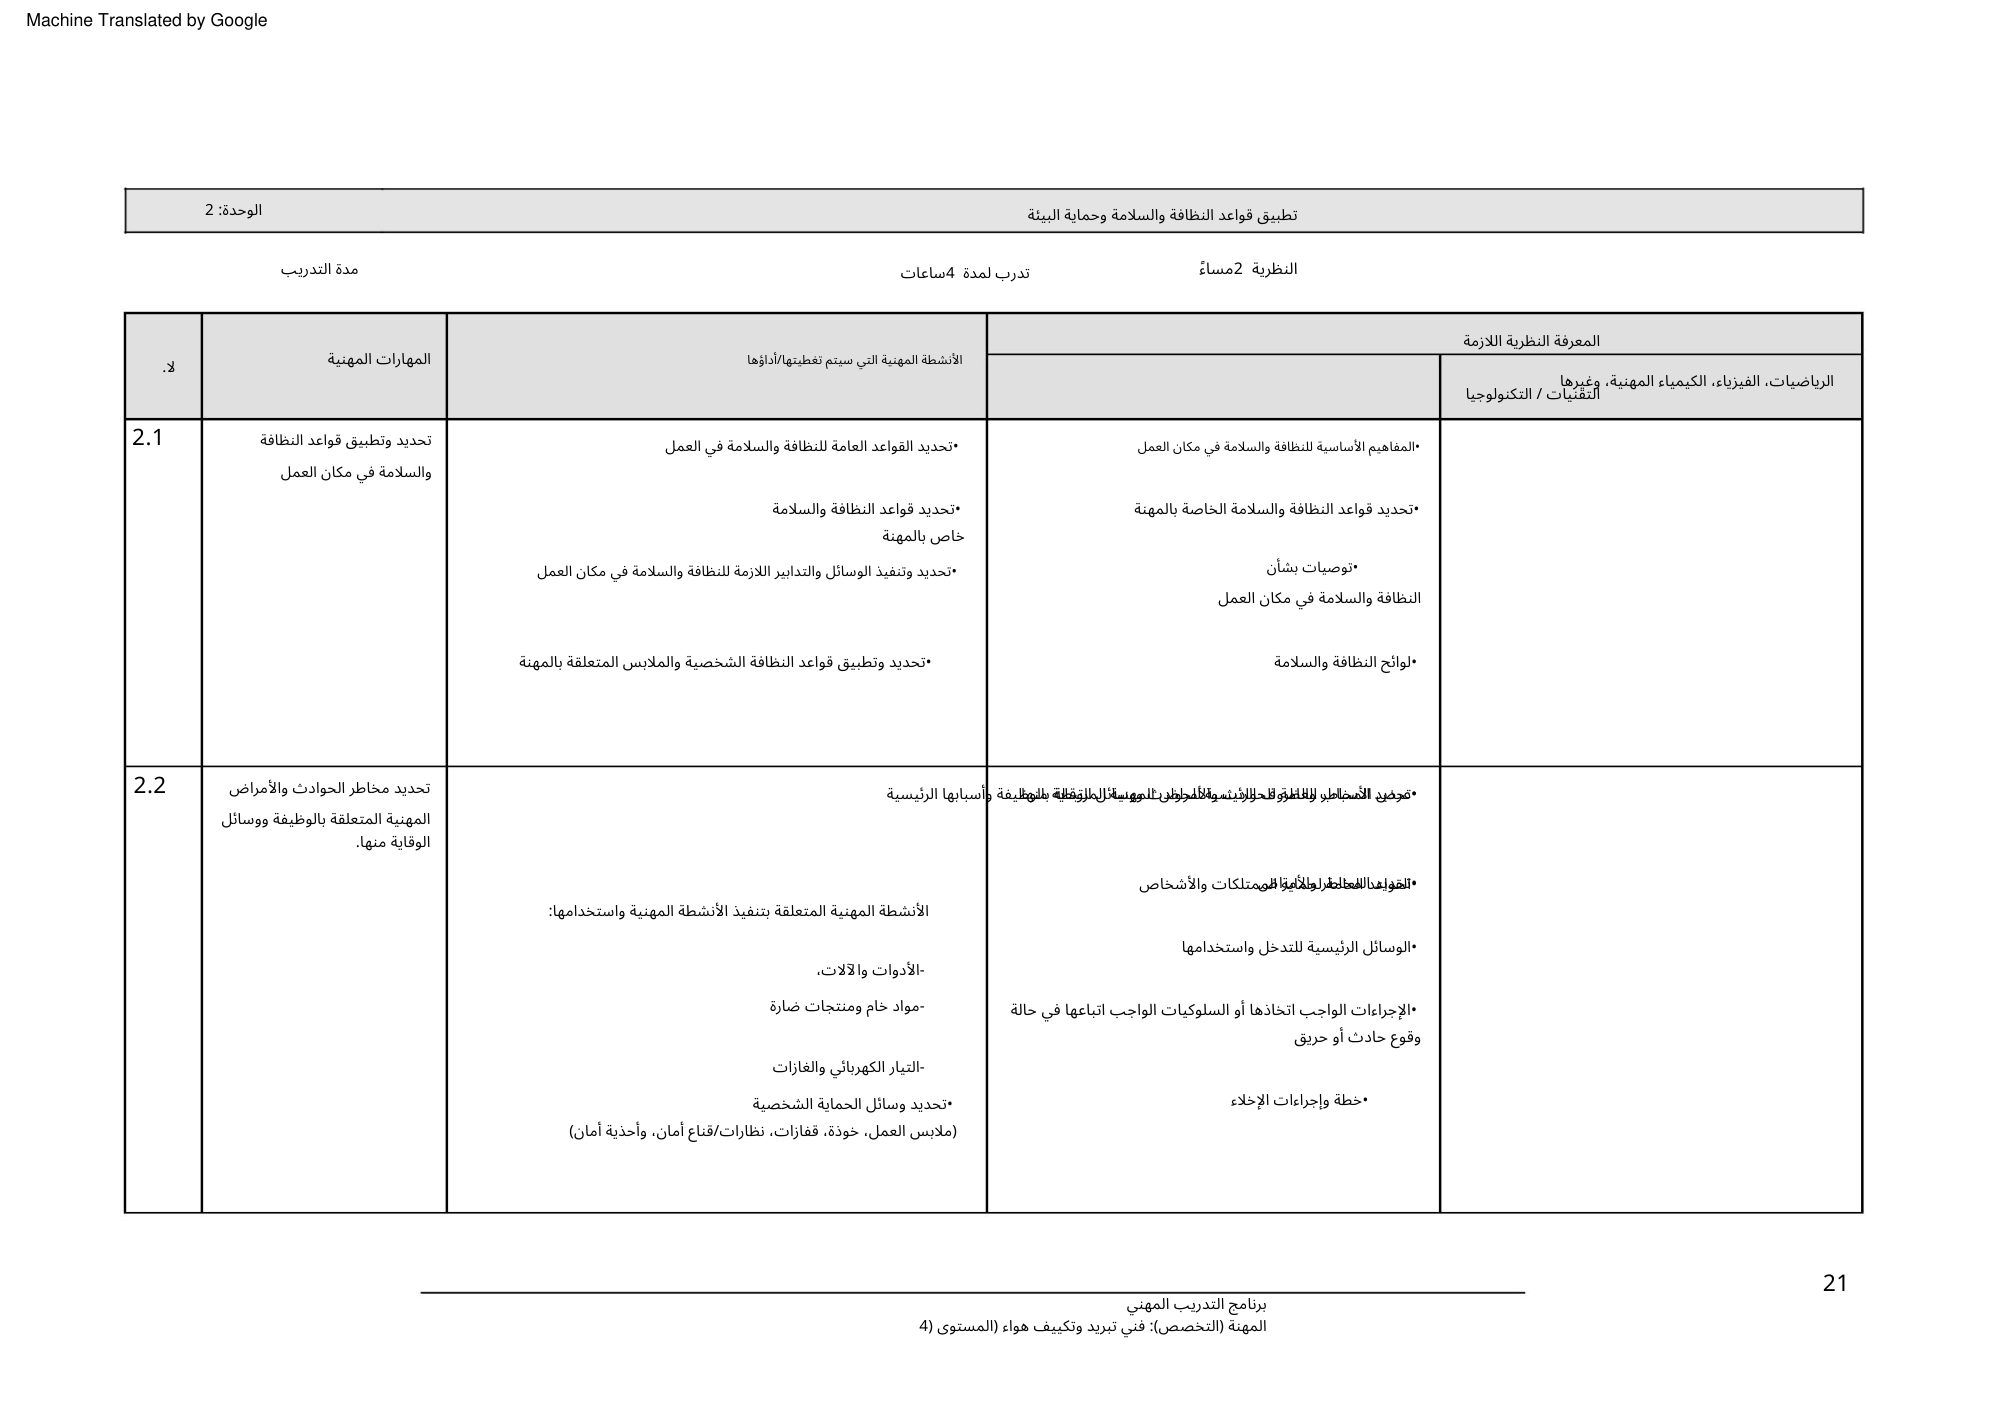 Machine Translated by Google
الوحدة: 2
تطبيق قواعد النظافة والسلامة وحماية البيئة
مدة التدريب
تدرب لمدة 4ساعات
النظرية 2مساءً
لا.
المهارات المهنية
الأنشطة المهنية التي سيتم تغطيتها/أداؤها
المعرفة النظرية اللازمة
التقنيات / التكنولوجيا
الرياضيات، الفيزياء، الكيمياء المهنية، وغيرها
2.1
تحديد وتطبيق قواعد النظافة
والسلامة في مكان العمل
•تحديد القواعد العامة للنظافة والسلامة في العمل
•تحديد قواعد النظافة والسلامة
خاص بالمهنة
•تحديد وتنفيذ الوسائل والتدابير اللازمة للنظافة والسلامة في مكان العمل
•تحديد وتطبيق قواعد النظافة الشخصية والملابس المتعلقة بالمهنة
•المفاهيم الأساسية للنظافة والسلامة في مكان العمل
•تحديد قواعد النظافة والسلامة الخاصة بالمهنة
•توصيات بشأن
النظافة والسلامة في مكان العمل
•لوائح النظافة والسلامة
2.2
تحديد مخاطر الحوادث والأمراض
المهنية المتعلقة بالوظيفة ووسائل
الوقاية منها.
وأسبابها الرئيسية
الأنشطة المهنية المتعلقة بتنفيذ الأنشطة المهنية واستخدامها:
-الأدوات والآلات،
-مواد خام ومنتجات ضارة
-التيار الكهربائي والغازات
•تحديد وسائل الحماية الشخصية
(ملابس العمل، خوذة، قفازات، نظارات/قناع أمان، وأحذية أمان)
الممتلكات والأشخاص
•الوسائل الرئيسية للتدخل واستخدامها
•الإجراءات الواجب اتخاذها أو السلوكيات الواجب اتباعها في حالة
وقوع حادث أو حريق
•خطة وإجراءات الإخلاء
21
برنامج التدريب المهني
المهنة (التخصص): فني تبريد وتكييف هواء (المستوى (4